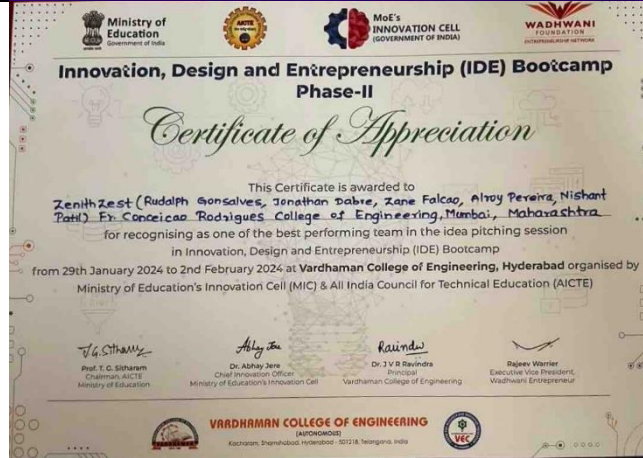 Ministry of
Education
Government of India
AICTE
MoE's
INNOVATION CELL
(GOVERNMENT OF INDIA)
WADHWANI
FOUNDATION
ENTREPRENEURSHIP NETWORK
Innovation, Design and Entrepreneurship (IDE) Bootcamp
Phase-II
Certificate of Appreciation
This Certificate is awarded to
ZenithZest (Rudalph Gonsalves, Jonathan Dabre, Zane Falcao, Alroy Pereira, Nishant
Patil) Fr. Conceicao Rodrigues College of Engineering, Mumbai, Maharashtra
for recognising as one of the best performing team in the idea pitching session
in Innovation, Design and Entrepreneurship (IDE) Bootcamp
from 29th January 2024 to 2nd February 2024 at Vardhaman College of Engineering, Hyderabad organised by
Ministry of Education's Innovation Cell (MIC) & All India Council for Technical Education (AICTE)
Prof. T. G. Sitharam
Chairman, AICTE
Ministry of Education
Dr. Abhay Jere
Chief Innovation Officer
Ministry of Education's Innovation Cell
Dr. J V R Ravindra
Principal
Vardhaman College of Engineering
Rajeev Warrier
Executive Vice President,
Wadhwani Entrepreneur
VARDHAMAN COLLEGE OF ENGINEERING
(AUTONOMOUS)
Kacharam, Shamshabad, Hyderabad - 501218, Telangana, India
VEC